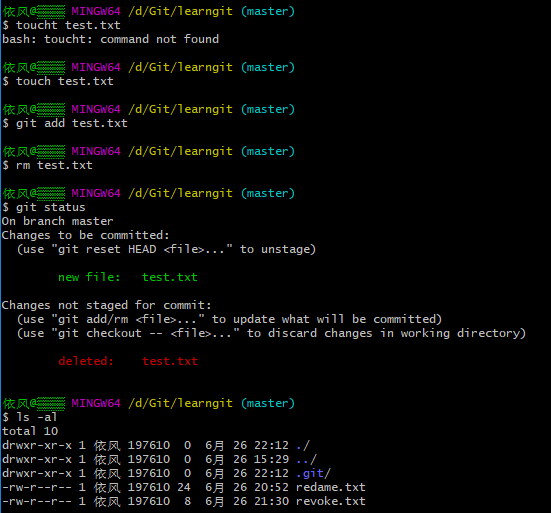 依风@▒▒▒▒ MINGW64 /d/Git/learngit (master)
$ toucht test.txt
bash: toucht: command not found
依风@▒▒▒▒ MINGW64 /d/Git/learngit (master)
$ touch test.txt
依风@▒▒▒▒ MINGW64 /d/Git/learngit (master)
$ git add test.txt
依风@▒▒▒▒ MINGW64 /d/Git/learngit (master)
$ rm test.txt
依风@▒▒▒▒ MINGW64 /d/Git/learngit (master)
$ git status
On branch master
Changes to be committed:
  (use "git reset HEAD <file>..." to unstage)
        new file:   test.txt
Changes not staged for commit:
  (use "git add/rm <file>..." to update what will be committed)
  (use "git checkout -- <file>..." to discard changes in working directory)
        deleted:    test.txt
依风@▒▒▒▒ MINGW64 /d/Git/learngit (master)
$ ls -al
total 10
drwxr-xr-x 1 依风 197610  0  6月 26 22:12 ./
drwxr-xr-x 1 依风 197610  0  6月 26 15:29 ../
drwxr-xr-x 1 依风 197610  0  6月 26 22:12 .git/
-rw-r--r-- 1 依风 197610 24  6月 26 20:52 redame.txt
-rw-r--r-- 1 依风 197610  8  6月 26 21:30 revoke.txt